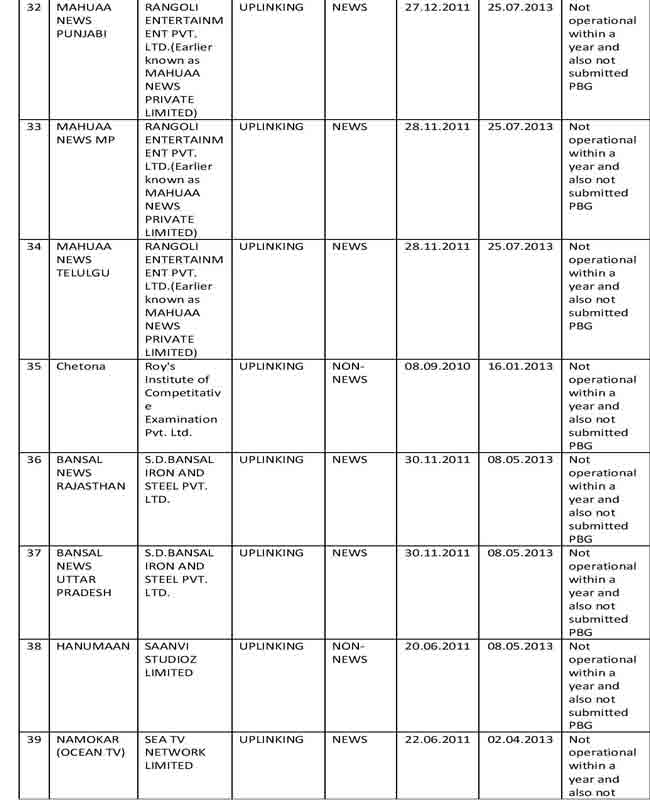 32 MAHUAA NEWS PUNJABI RANGOLI ENTERTAINM ENT PVT. LTD.(Earlier known as MAHUAA NEWS PRIVATE LIMITED) UPLINKING NEWS 27.12.2011 25.07.2013 Not operational within a year and also not submitted PBG
33 MAHUAA NEWS MP RANGOLI ENTERTAINM ENT PVT. LTD.(Earlier known as MAHUAA NEWS PRIVATE LIMITED) UPLINKING NEWS 28.11.2011 25.07.2013 Not operational within a year and also not submitted PBG
34 MAHUAA NEWS TELULGU RANGOLI ENTERTAINM ENT PVT. LTD.(Earlier known as MAHUAA NEWS PRIVATE LIMITED) UPLINKING NEWS 28.11.2011 25.07.2013 Not operational within a year and also not submitted PBG
35 Chetona Roy's Institute of Competitativ e Examination Pvt. Ltd. UPLINKING NON-NEWS 08.09.2010 16.01.2013 Not operational within a year and also not submitted PBG
36 BANSAL NEWS RAJASTHAN S.D.BANSAL IRON AND STEEL PVT. LTD. UPLINKING NEWS 30.11.2011 08.05.2013 Not operational within a year and also not submitted PBG
37 BANSAL NEWS UTTAR PRADESH S.D.BANSAL IRON AND STEEL PVT. LTD. UPLINKING NEWS 30.11.2011 08.05.2013 Not operational within a year and also not submitted PBG
38 HANUMAAN SAANVI STUDIOZ LIMITED UPLINKING NON-NEWS 20.06.2011 08.05.2013 Not operational within a year and also not submitted PBG
39 NAMOKAR (OCEAN TV) SEA TV NETWORK LIMITED UPLINKING NEWS 22.06.2011 02.04.2013 Not operational within a year and also not